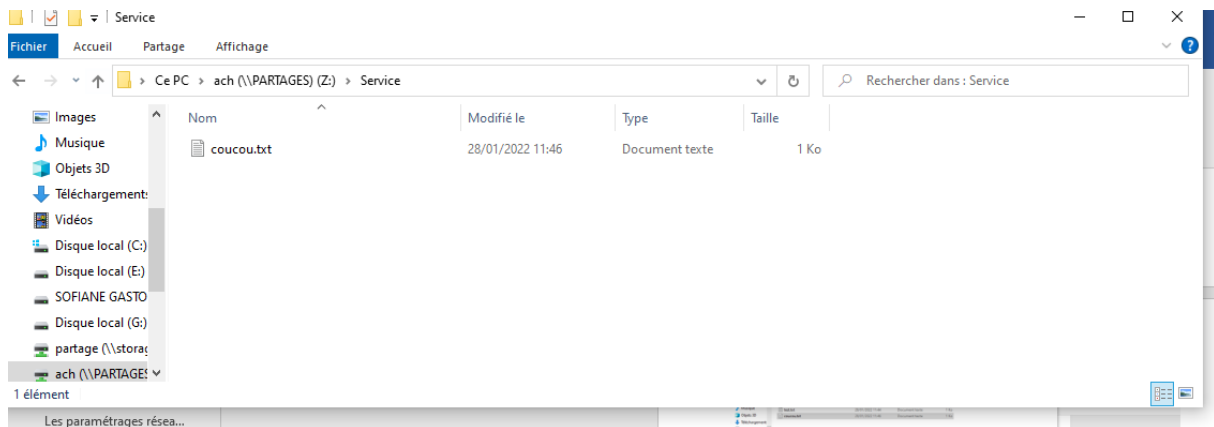 Service
Fichier Accueil Partage Affichage
Ce PC > ach (\\PARTAGES) (Z:) > Service
Rechercher dans : Service
Nom Modifié le Type Taille
coucou.txt 28/01/2022 11:46 Document texte 1 Ko
Images
Musique
Objets 3D
Téléchargements
Vidéos
Disque local (C:)
Disque local (E:)
SOFIANE GASTO
Disque local (G:)
partage (\\storag
ach (\\PARTAGES
1 élément
Les paramétrages résea...